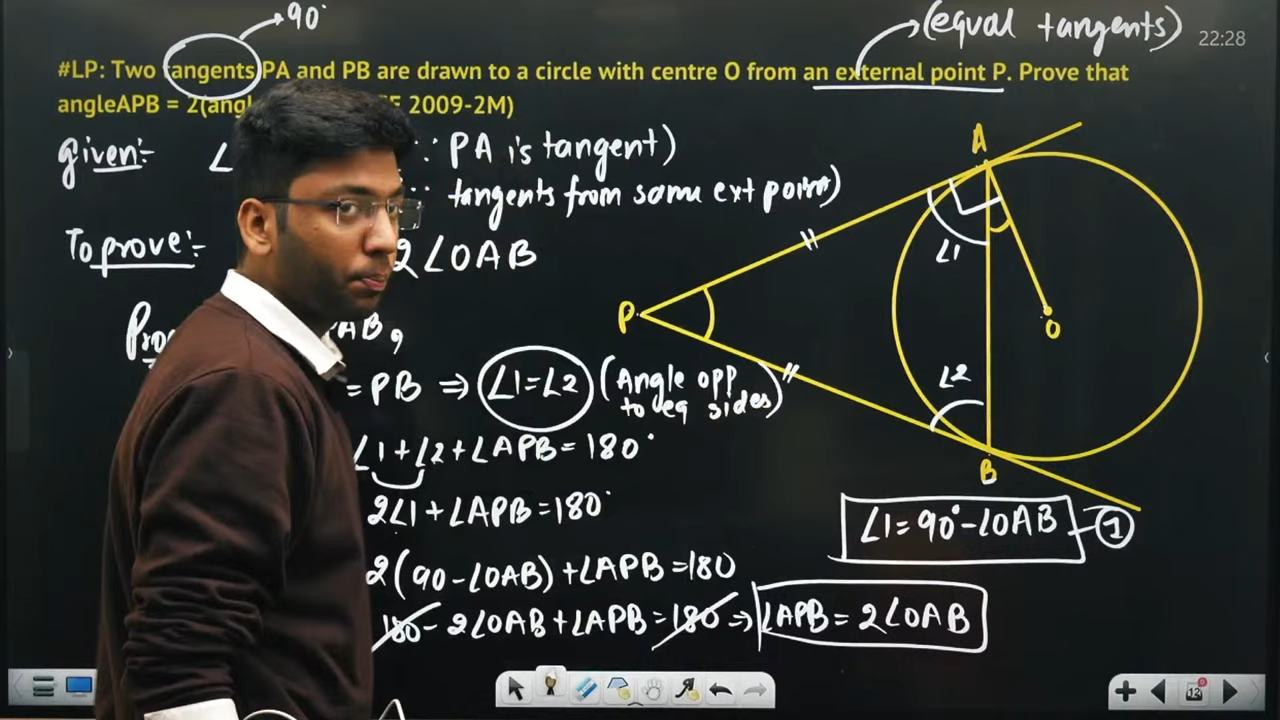 90°
(equal tangents)
22:28
#LP: Two tangents PA and PB are drawn to a circle with centre O from an external point P. Prove that
angleAPB = 2(angl 2009-2M)
given:- ∠ ∵ PA is tangent)
tangents from same ext point)
To prove:- 2∠OAB
AB,
= PB ⇒ ∠1=∠2 (Angle opp to eq sides)
∠1+∠2+∠APB=180°
2∠1+∠APB=180°
2(90-∠OAB)+∠APB=180
180-2∠OAB+∠APB=180 ⇒ ∠APB=2∠OAB
A
∠1
P
O
∠2
B
∠1=90°-∠OAB 1
12